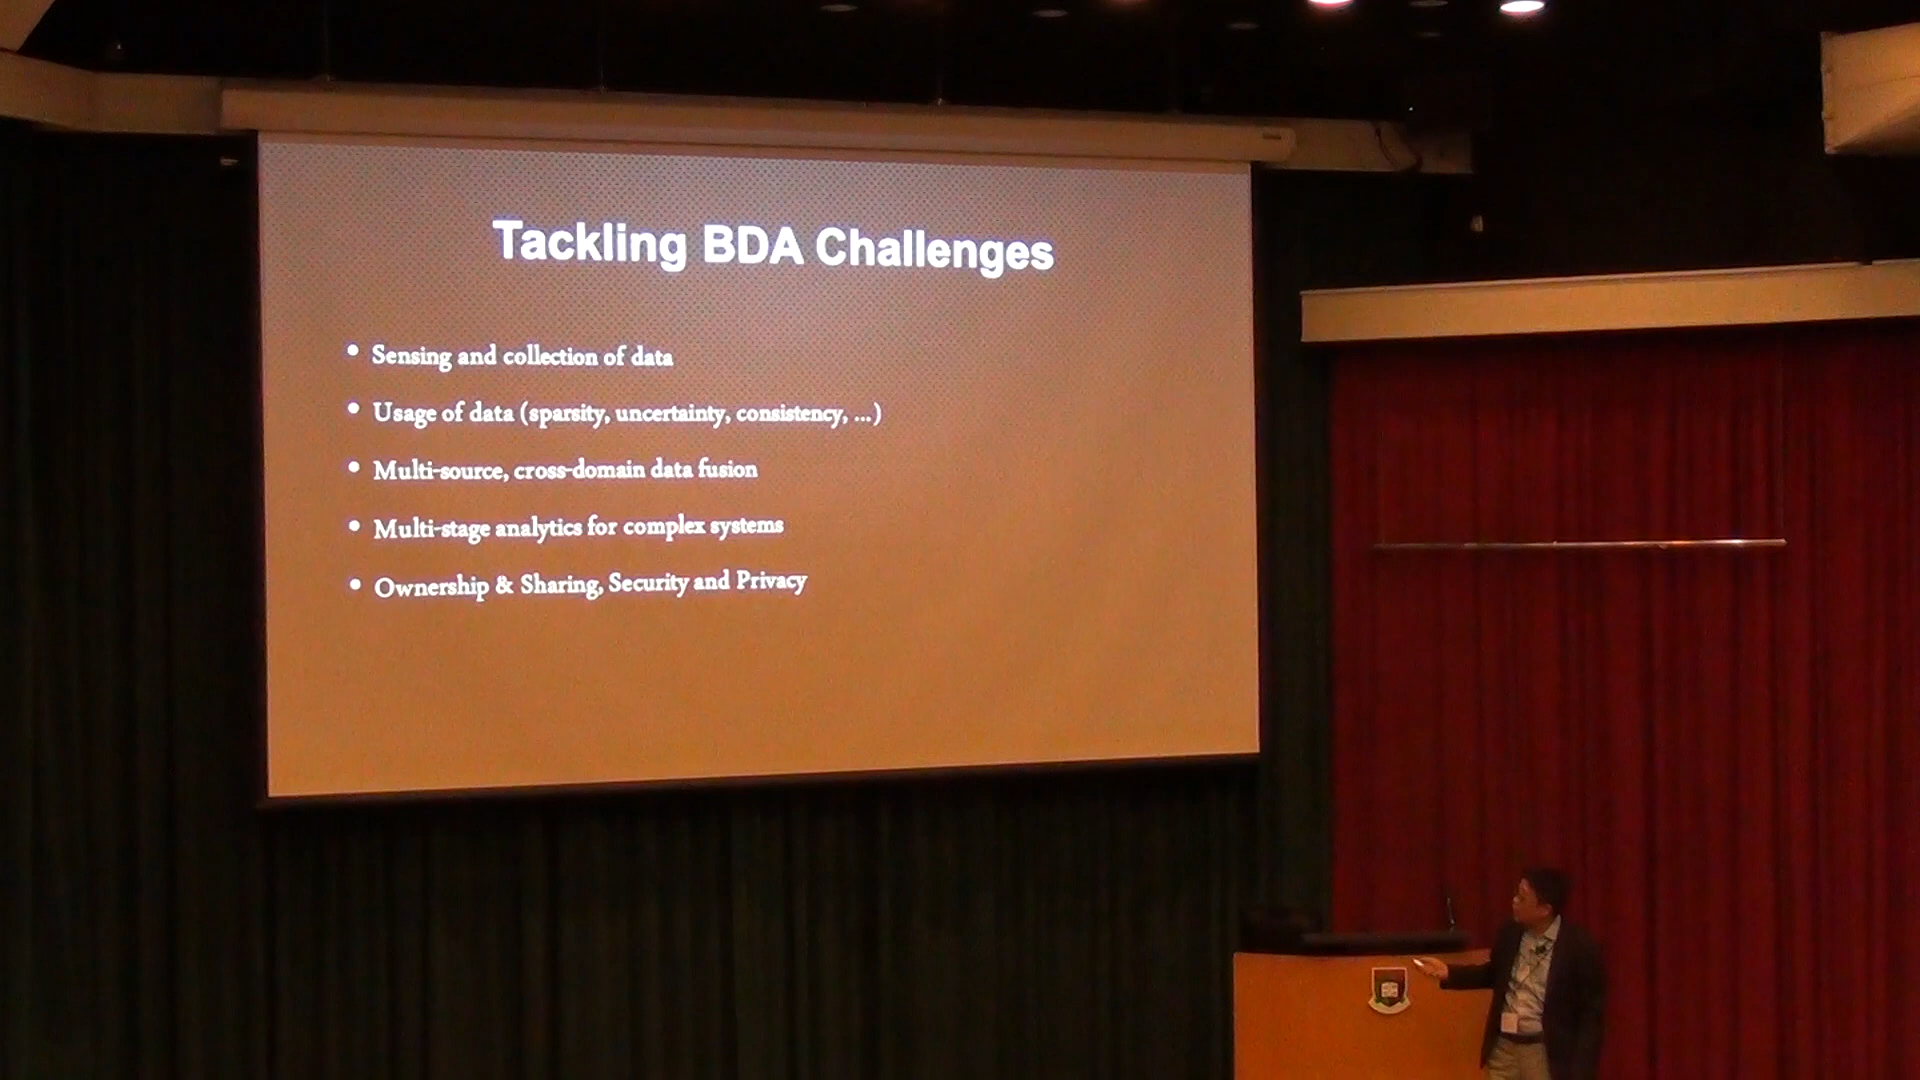 Tackling BDA Challenges
• Sensing and collection of data
• Usage of data (sparsity, uncertainty, consistency, ...)
• Multi-source, cross-domain data fusion
• Multi-stage analytics for complex systems
• Ownership & Sharing, Security and Privacy